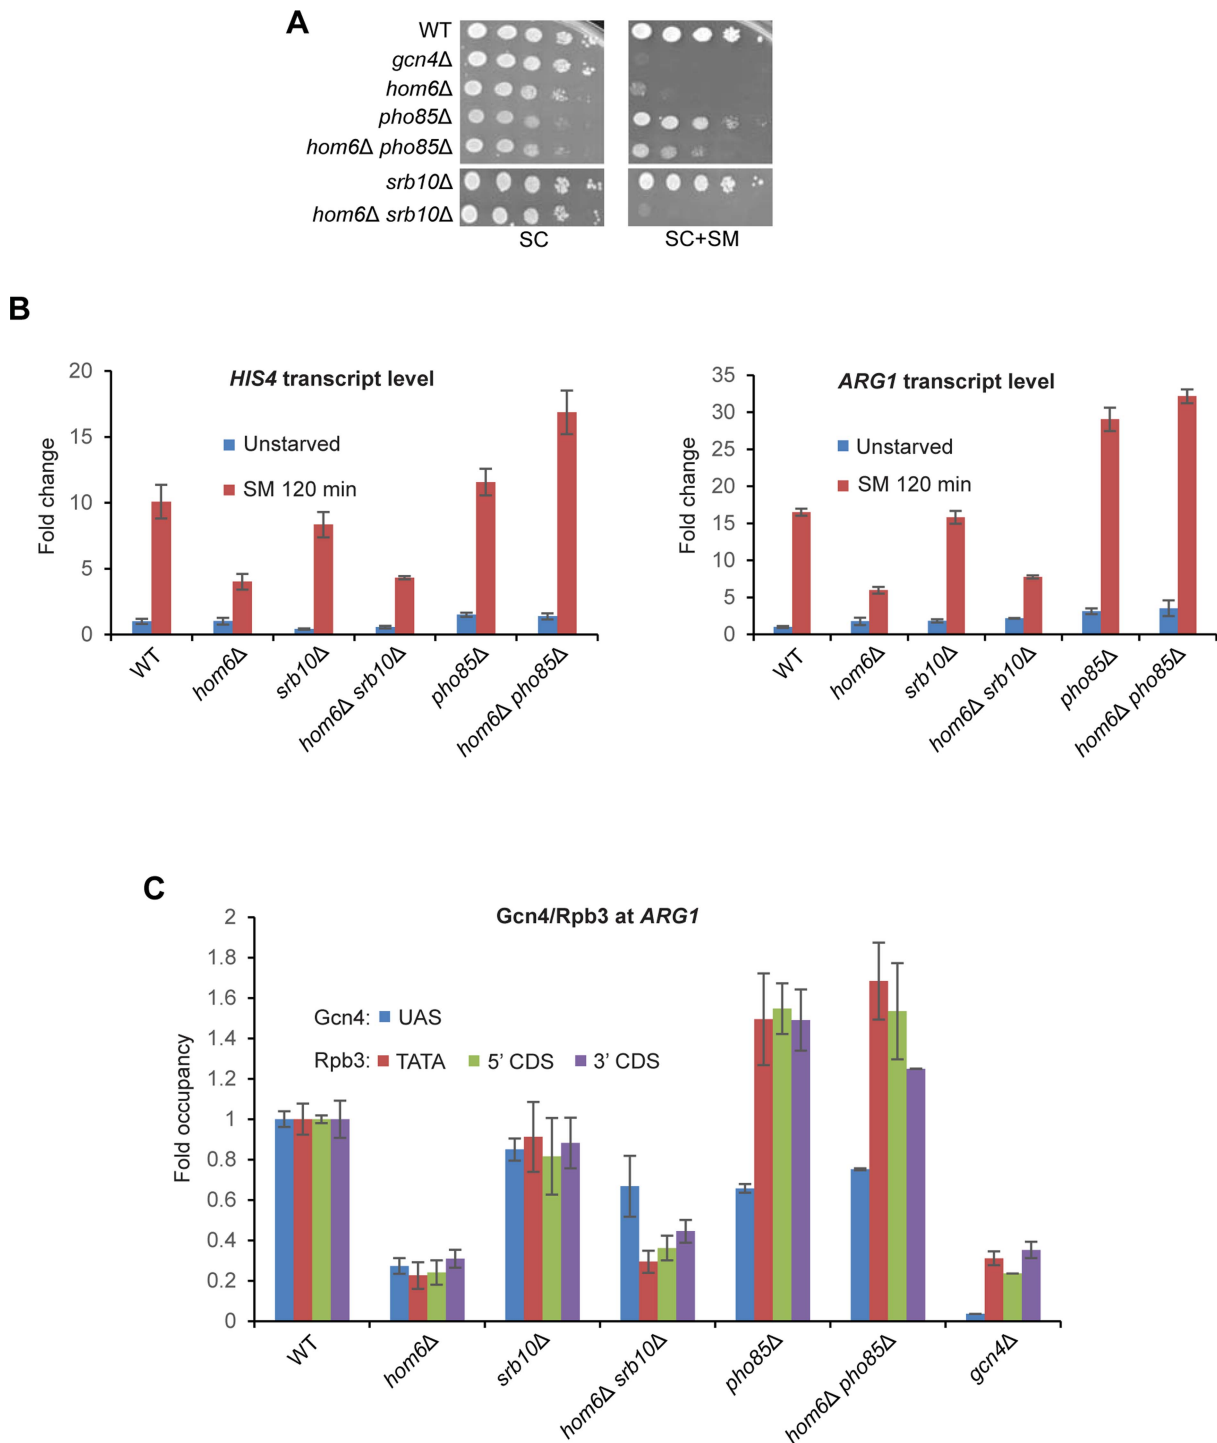 A
WT
gcn4Δ
hom6Δ
pho85Δ
hom6Δ pho85Δ
srb10Δ
hom6Δ srb10Δ
SC
SC+SM
B
HIS4 transcript level
Fold change
20
15
10
5
0
Unstarved
SM 120 min
WT
hom6Δ
srb10Δ
hom6Δ srb10Δ
pho85Δ
hom6Δ pho85Δ
ARG1 transcript level
Fold change
35
30
25
20
15
10
5
0
Unstarved
SM 120 min
WT
hom6Δ
srb10Δ
hom6Δ srb10Δ
pho85Δ
hom6Δ pho85Δ
C
Gcn4/Rpb3 at ARG1
Fold occupancy
2
1.8
1.6
1.4
1.2
1
0.8
0.6
0.4
0.2
0
Gcn4: UAS
Rpb3: TATA 5’ CDS 3’ CDS
WT
hom6Δ
srb10Δ
hom6Δ srb10Δ
pho85Δ
hom6Δ pho85Δ
gcn4Δ